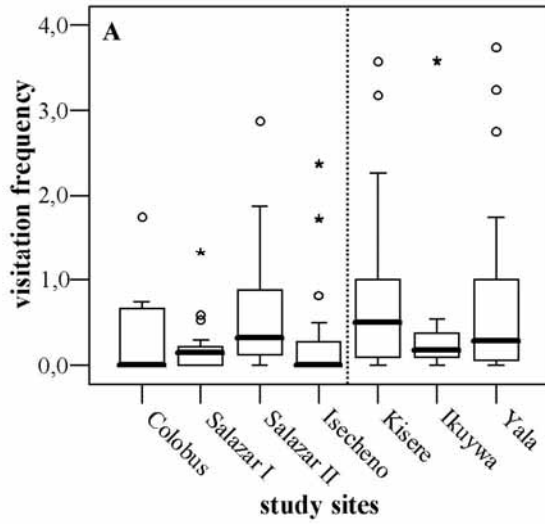 A
visitation frequency
4,0
3,0
2,0
1,0
0,0
Colobus
Salazar I
Salazar II
Isecheno
Kisere
Ikuywa
Yala
study sites